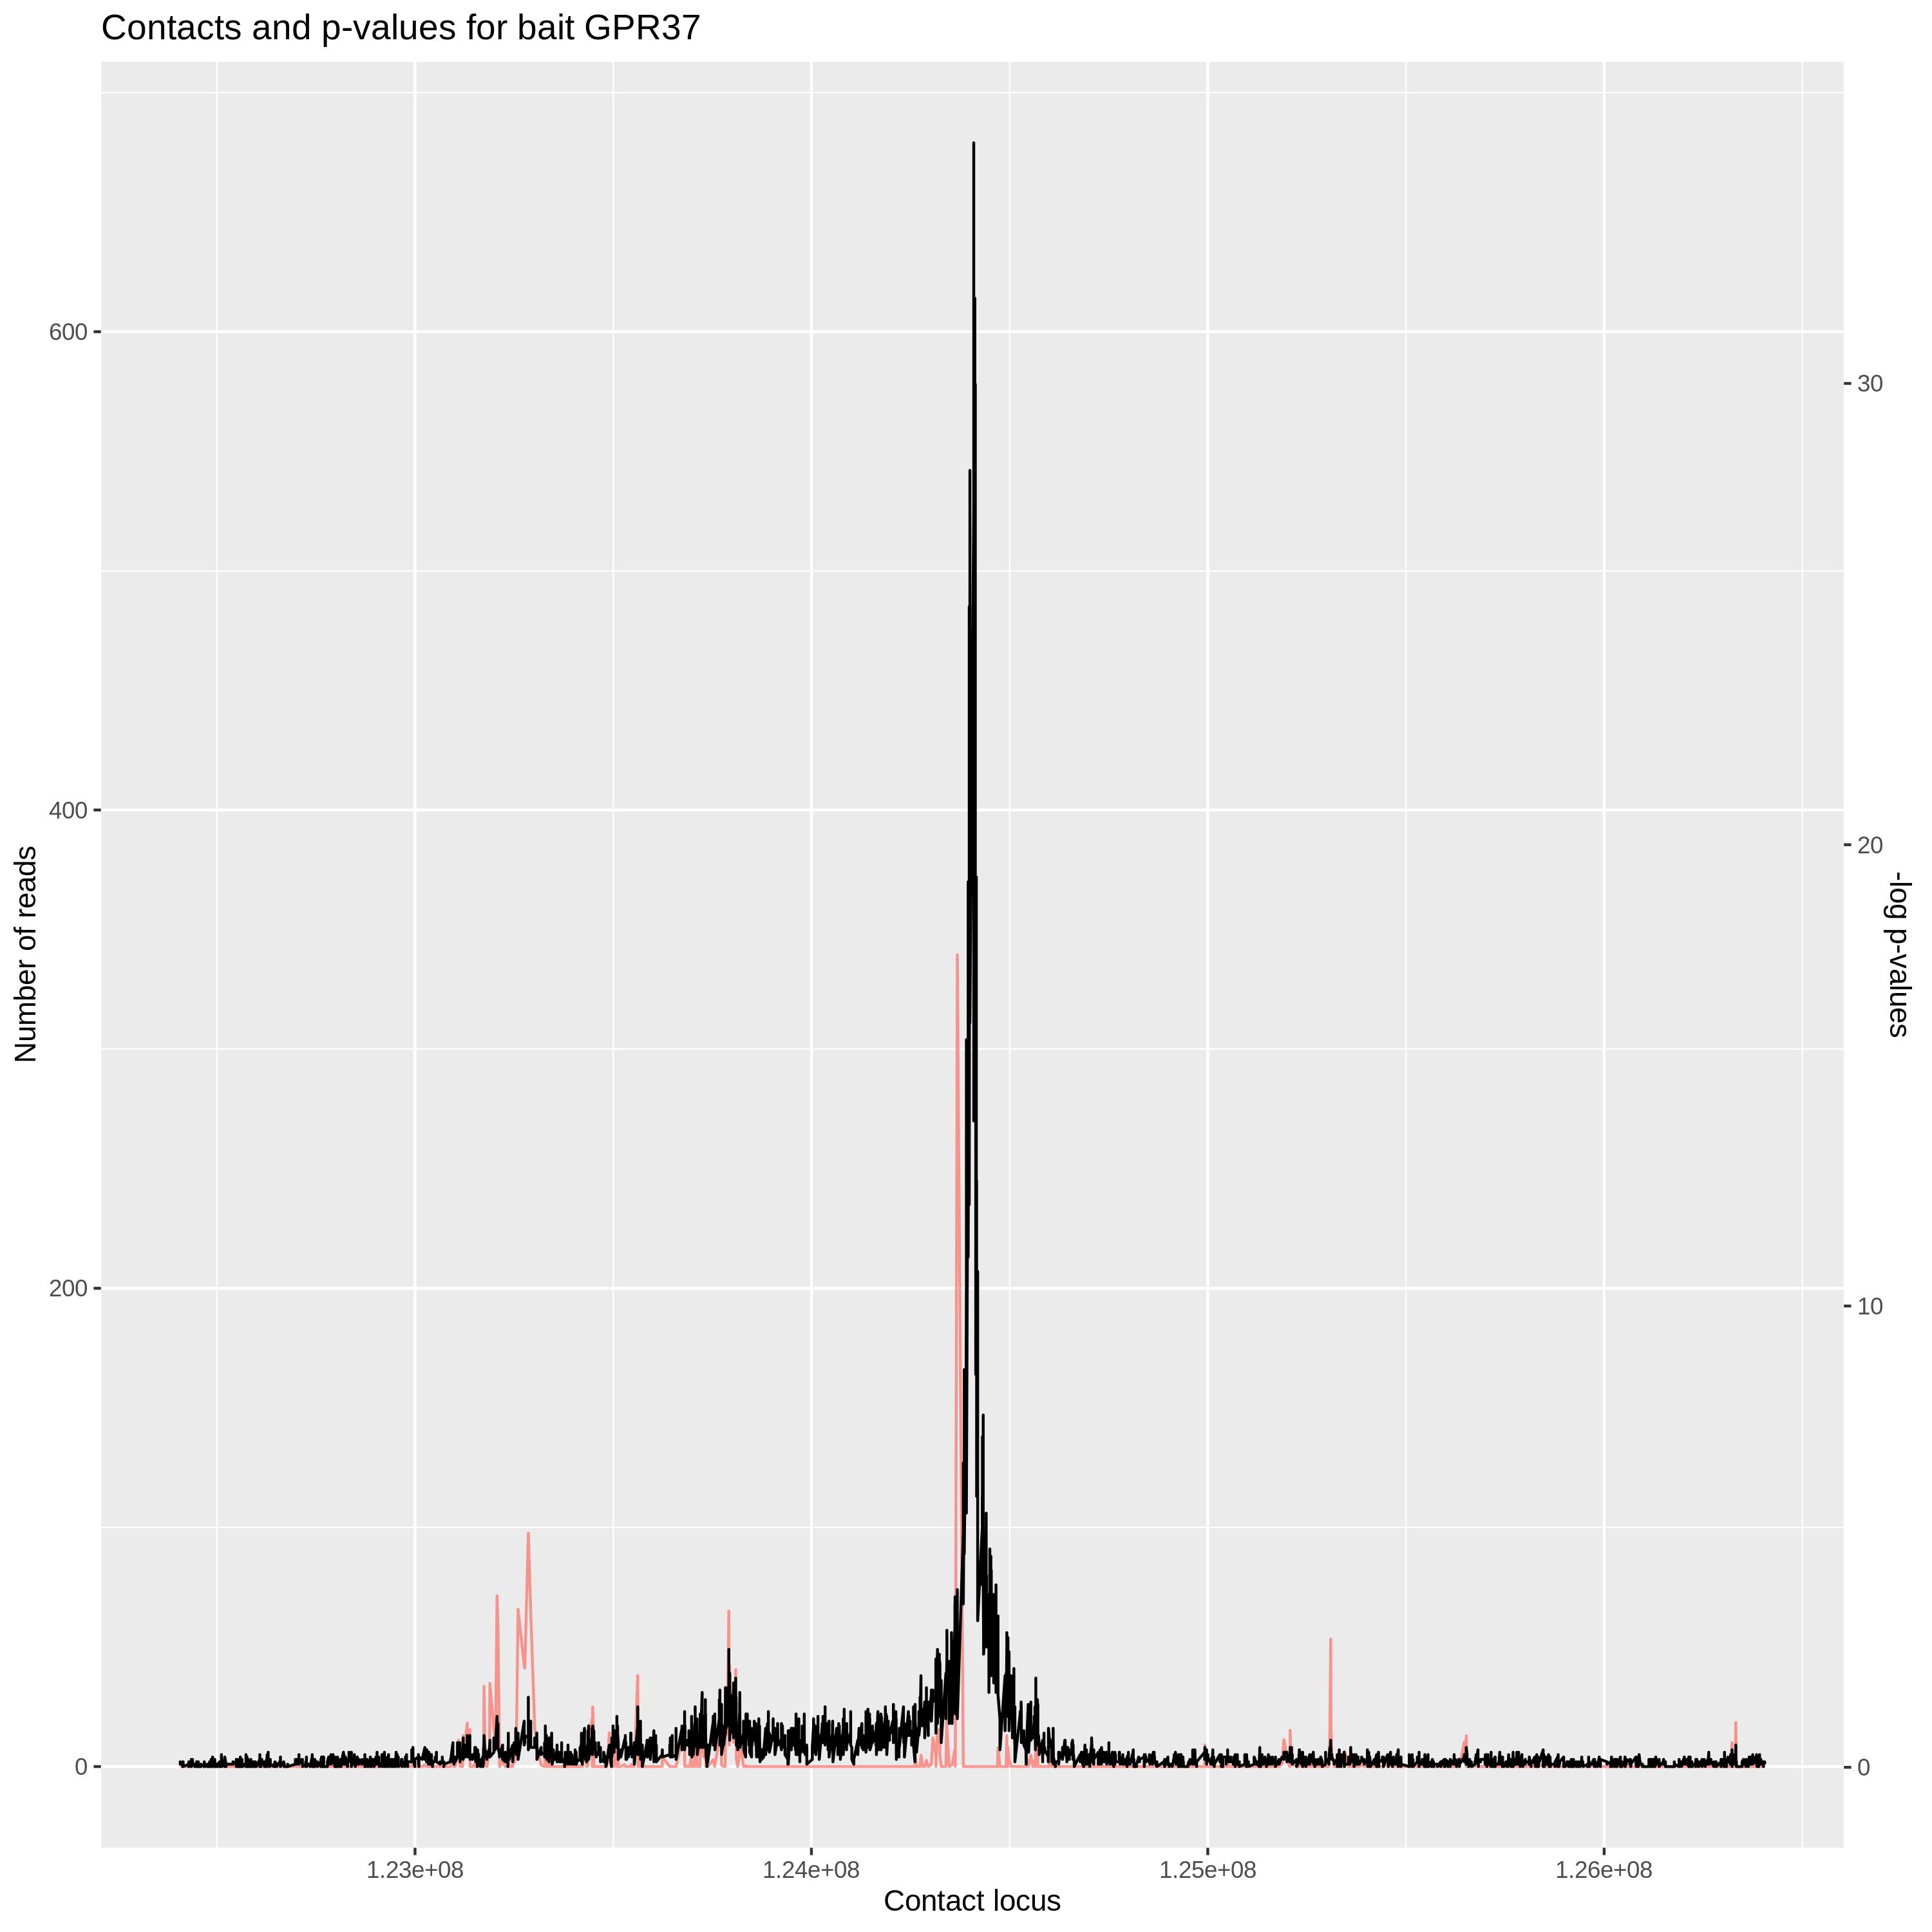 Contacts and p-values for bait GPR37
600
400
200
0
Number of reads
30
20
10
0
-log p-values
1.23e+08
1.24e+08
1.25e+08
1.26e+08
Contact locus